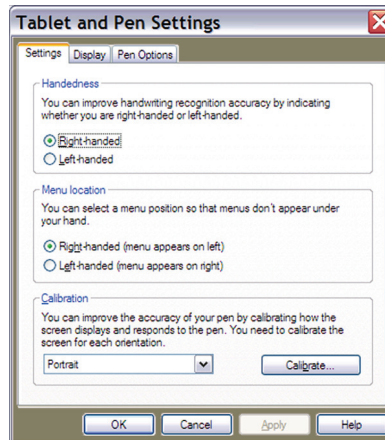 Tablet and Pen Settings
Settings Display Pen Options
Handedness
You can improve handwriting recognition accuracy by indicating
whether you are right-handed or left-handed.
Right-handed
Left-handed
Menu location
You can select a menu position so that menus don't appear under
your hand.
Right-handed (menu appears on left)
Left-handed (menu appears on right)
Calibration
You can improve the accuracy of your pen by calibrating how the
screen displays and responds to the pen. You need to calibrate the
screen for each orientation.
Portrait Calibrate...
OK Cancel Apply Help